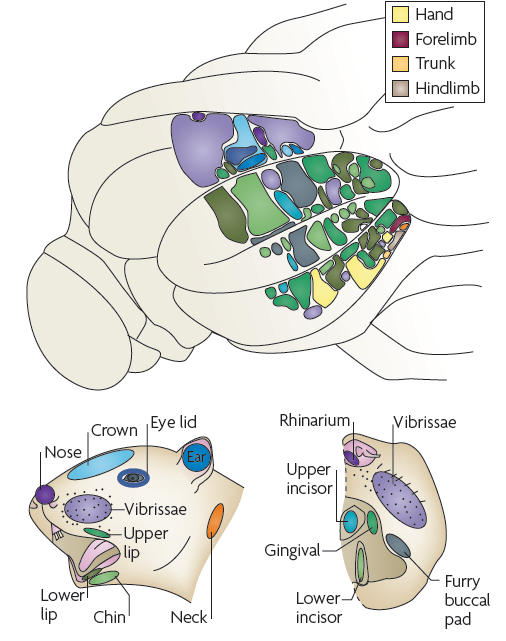 Hand
Forelimb
Trunk
Hindlimb
Crown
Eye lid
Nose
Ear
Vibrissae
Upper
lip
Lower
lip
Chin
Neck
Rhinarium
Vibrissae
Upper
incisor
Gingival
Lower
incisor
Furry
buccal
pad